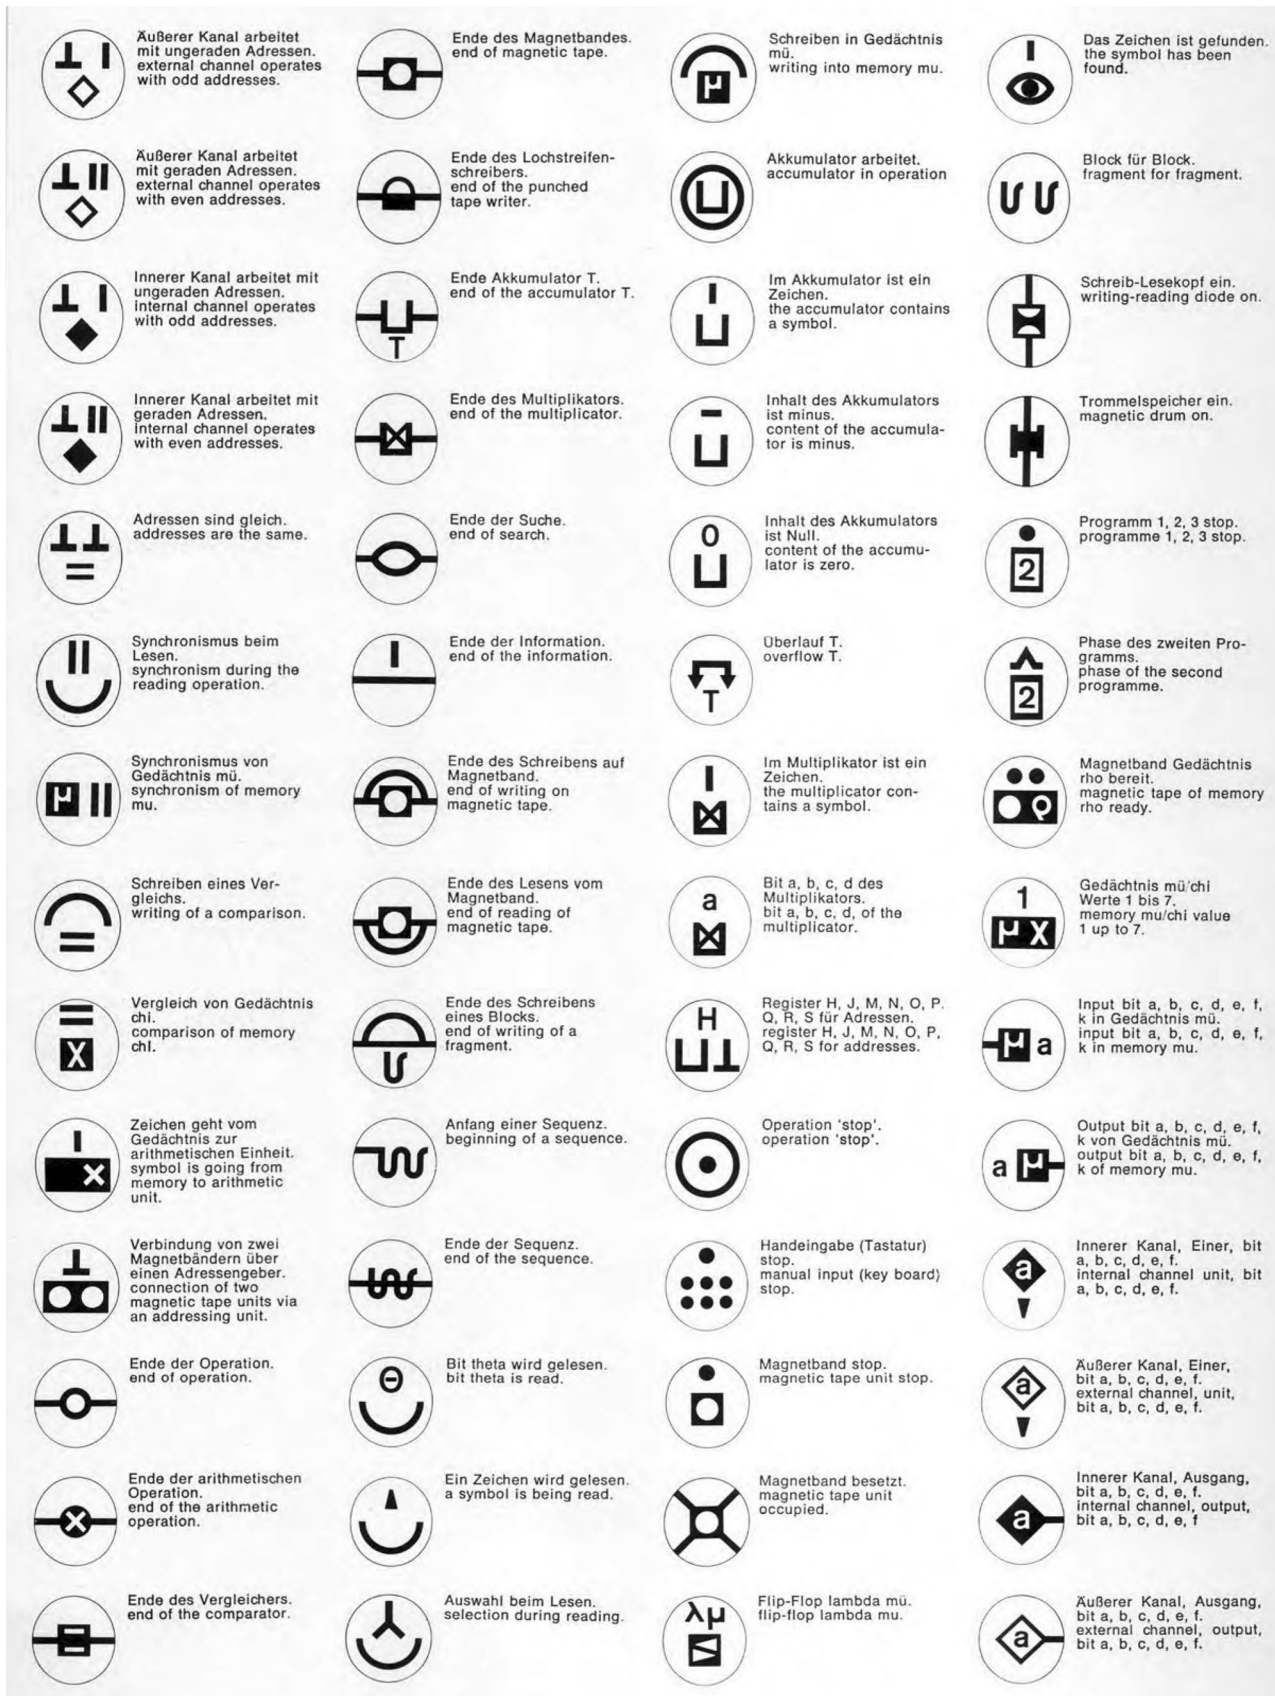 Äußerer Kanal arbeitet
mit ungeraden Adressen.
external channel operates
with odd addresses.
Äußerer Kanal arbeitet
mit geraden Adressen.
external channel operates
with even addresses.
Innerer Kanal arbeitet mit
ungeraden Adressen.
internal channel operates
with odd addresses.
Innerer Kanal arbeitet mit
geraden Adressen.
internal channel operates
with even addresses.
Adressen sind gleich.
addresses are the same.
Synchronismus beim
Lesen.
synchronism during the
reading operation.
μ
Synchronismus von
Gedächtnis mü.
synchronism of memory
mu.
Schreiben eines Ver-
gleichs.
writing of a comparison.
X
Vergleich von Gedächtnis
chi.
comparison of memory
chi.
Zeichen geht vom
Gedächtnis zur
arithmetischen Einheit.
symbol is going from
memory to arithmetic
unit.
Verbindung von zwei
Magnetbändern über
einen Adressengeber.
connection of two
magnetic tape units via
an addressing unit.
Ende der Operation.
end of operation.
Ende der arithmetischen
Operation.
end of the arithmetic
operation.
Ende des Vergleichers.
end of the comparator.
Ende des Magnetbandes.
end of magnetic tape.
Ende des Lochstreifen-
schreibers.
end of the punched
tape writer.
T
Ende Akkumulator T.
end of the accumulator T.
Ende des Multiplikators.
end of the multiplicator.
Ende der Suche.
end of search.
Ende der Information.
end of the information.
Ende des Schreibens auf
Magnetband.
end of writing on
magnetic tape.
Ende des Lesens vom
Magnetband.
end of reading of
magnetic tape.
Ende des Schreibens
eines Blocks.
end of writing of a
fragment.
Anfang einer Sequenz.
beginning of a sequence.
Ende der Sequenz.
end of the sequence.
Θ
Bit theta wird gelesen.
bit theta is read.
Ein Zeichen wird gelesen.
a symbol is being read.
Auswahl beim Lesen.
selection during reading.
μ
Schreiben in Gedächtnis
mü.
writing into memory mu.
Akkumulator arbeitet.
accumulator in operation
Im Akkumulator ist ein
Zeichen.
the accumulator contains
a symbol.
Inhalt des Akkumulators
ist minus.
content of the accumula-
tor is minus.
0
Inhalt des Akkumulators
ist Null.
content of the accumu-
lator is zero.
T
Überlauf T.
overflow T.
Im Multiplikator ist ein
Zeichen.
the multiplicator con-
tains a symbol.
a
Bit a, b, c, d des
Multiplikators.
bit a, b, c, d, of the
multiplicator.
H
Register H, J, M, N, O, P.
Q, R, S für Adressen.
register H, J, M, N, O, P,
Q, R, S for addresses.
Operation 'stop'.
operation 'stop'.
Handeingabe (Tastatur)
stop.
manual input (key board)
stop.
Magnetband stop.
magnetic tape unit stop.
Magnetband besetzt.
magnetic tape unit
occupied.
λμ
Flip-Flop lambda mü.
flip-flop lambda mu.
Das Zeichen ist gefunden.
the symbol has been
found.
Block für Block.
fragment for fragment.
Schreib-Lesekopf ein.
writing-reading diode on.
Trommelspeicher ein.
magnetic drum on.
2
Programm 1, 2, 3 stop.
programme 1, 2, 3 stop.
2
Phase des zweiten Pro-
gramms.
phase of the second
programme.
ϱ
Magnetband Gedächtnis
rho bereit.
magnetic tape of memory
rho ready.
1
μ X
Gedächtnis mü/chi
Werte 1 bis 7.
memory mu/chi value
1 up to 7.
μ a
Input bit a, b, c, d, e, f,
k in Gedächtnis mü.
input bit a, b, c, d, e, f,
k in memory mu.
a μ
Output bit a, b, c, d, e, f,
k von Gedächtnis mü.
output bit a, b, c, d, e, f,
k of memory mu.
a
Innerer Kanal, Einer, bit
a, b, c, d, e, f.
internal channel unit, bit
a, b, c, d, e, f.
a
Äußerer Kanal, Einer,
bit a, b, c, d, e, f.
external channel, unit,
bit a, b, c, d, e, f.
a
Innerer Kanal, Ausgang,
bit a, b, c, d, e, f.
internal channel, output,
bit a, b, c, d, e, f
a
Äußerer Kanal, Ausgang,
bit a, b, c, d, e, f.
external channel, output,
bit a, b, c, d, e, f.